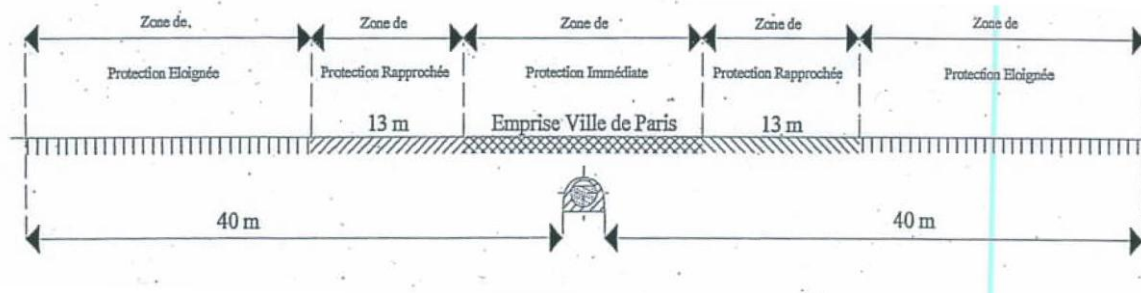 Zone de. Zone de Zone de Zone de Zone de
Protection Eloignée Protection Rapprochée Protection Immédiate Protection Rapprochée Protection Eloignée
13 m Emprise Ville de Paris 13 m
40 m 40 m